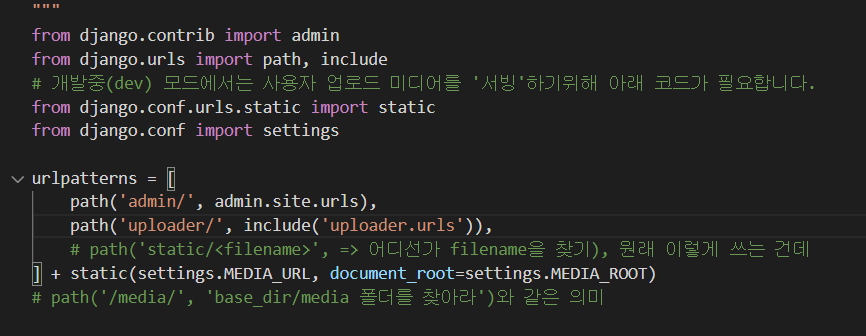 """
from django.contrib import admin
from django.urls import path, include
# 개발중(dev) 모드에서는 사용자 업로드 미디어를 '서빙'하기위해 아래 코드가 필요합니다.
from django.conf.urls.static import static
from django.conf import settings
urlpatterns = [
path('admin/', admin.site.urls),
path('uploader/', include('uploader.urls')),
# path('static/<filename>', => 어디선가 filename을 찾기), 원래 이렇게 쓰는 건데
] + static(settings.MEDIA_URL, document_root=settings.MEDIA_ROOT)
# path('/media/', 'base_dir/media 폴더를 찾아라')와 같은 의미